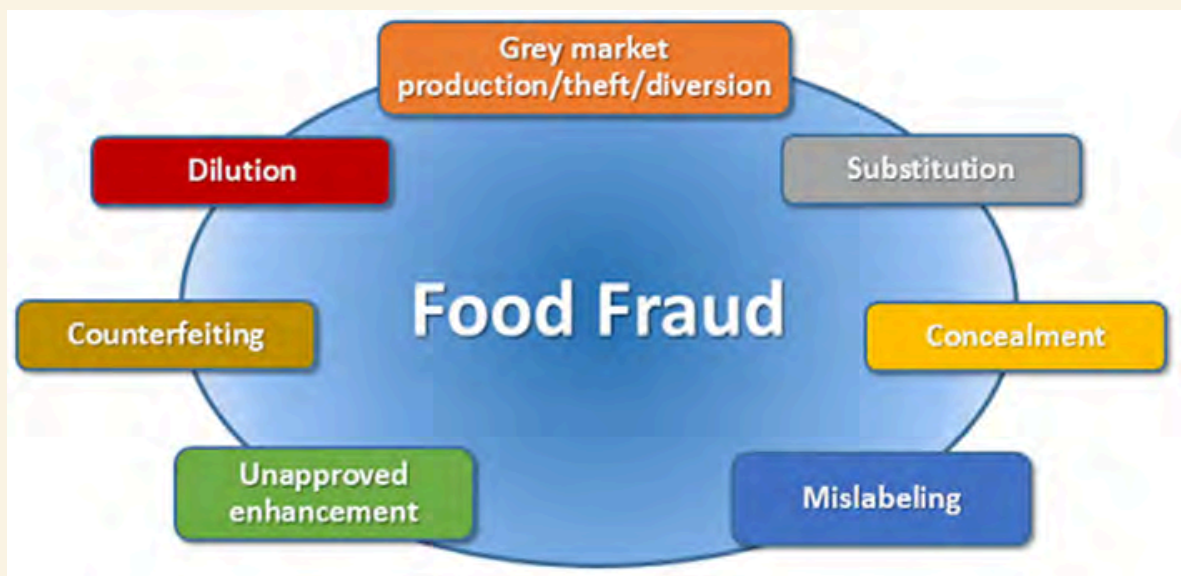 Grey market
production/theft/diversion
Dilution
Substitution
Food Fraud
Counterfeiting
Concealment
Unapproved
enhancement
Mislabeling